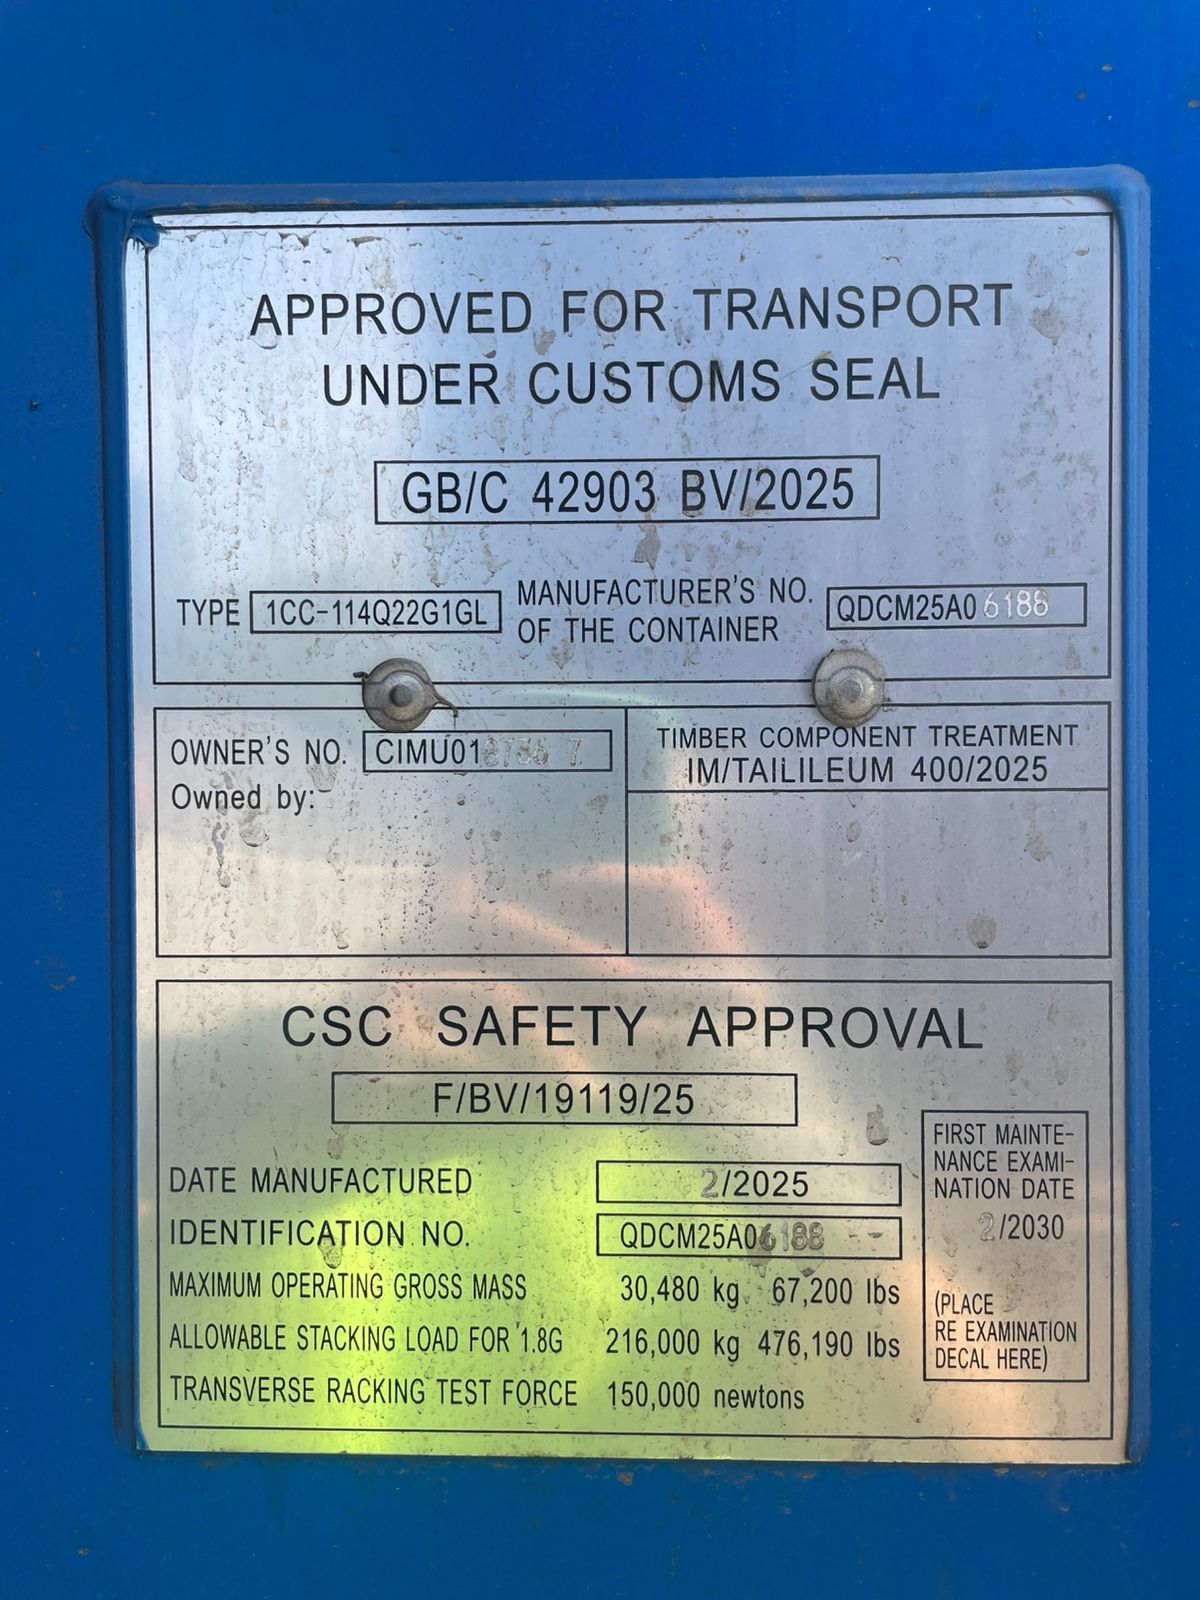 APPROVED FOR TRANSPORT
UNDER CUSTOMS SEAL
GB/C 42903 BV/2025
TYPE 1CC-114Q22G1GL
MANUFACTURER'S NO.
OF THE CONTAINER
QDCM25A06188
OWNER'S NO.
Owned by:
TIMBER COMPONENT TREATMENT
IM/TAILILEUM 400/2025
CSC SAFETY APPROVAL
F/BV/19119/25
DATE MANUFACTURED 2/2025
IDENTIFICATION NO. QDCM25A06188 --
MAXIMUM OPERATING GROSS MASS 30,480 kg 67,200 lbs
ALLOWABLE STACKING LOAD FOR 1.8G 216,000 kg 476,190 lbs
TRANSVERSE RACKING TEST FORCE 150,000 newtons
FIRST MAINTE-
NANCE EXAMI-
NATION DATE
2/2030
(PLACE
RE EXAMINATION
DECAL HERE)